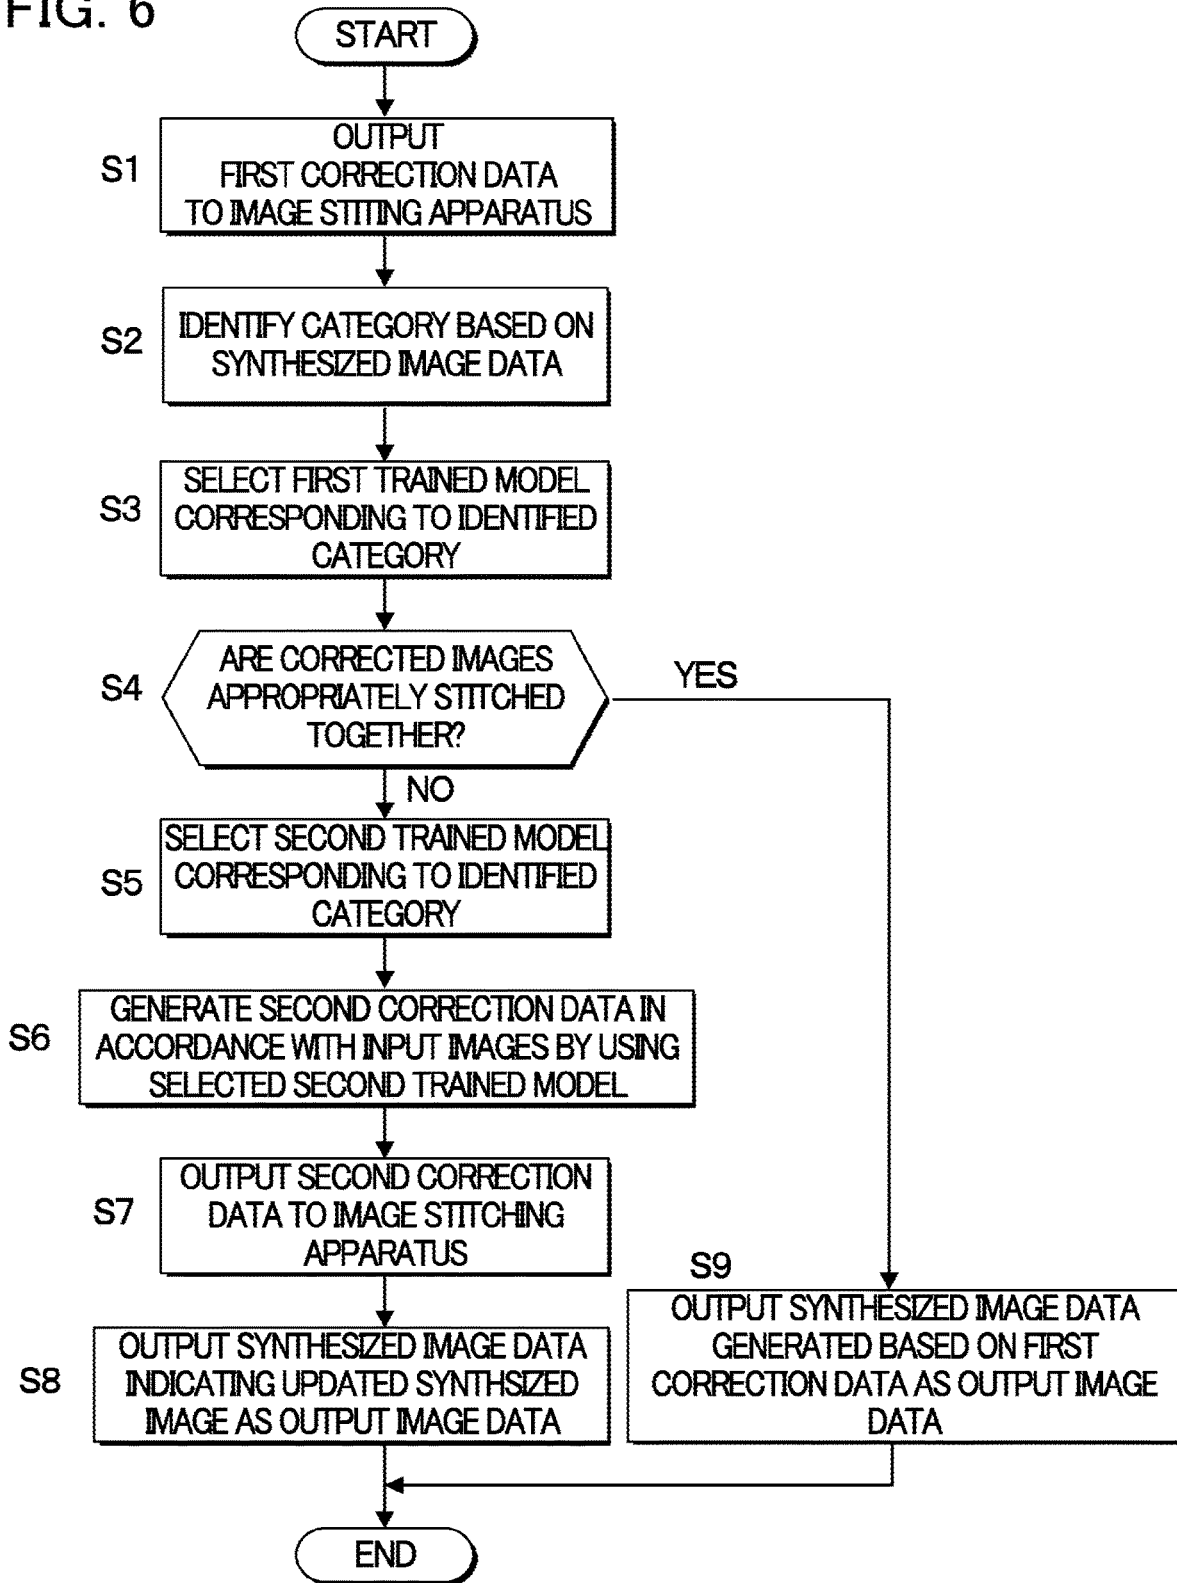 FIG. 6
START
S1
OUTPUT
FIRST CORRECTION DATA
TO IMAGE STITING APPARATUS
S2
IDENTIFY CATEGORY BASED ON
SYNTHESIZED IMAGE DATA
S3
SELECT FIRST TRAINED MODEL
CORRESPONDING TO IDENTIFIED
CATEGORY
S4
ARE CORRECTED IMAGES
APPROPRIATELY STITCHED
TOGETHER?
YES
NO
S5
SELECT SECOND TRAINED MODEL
CORRESPONDING TO IDENTIFIED
CATEGORY
S6
GENERATE SECOND CORRECTION DATA IN
ACCORDANCE WITH INPUT IMAGES BY USING
SELECTED SECOND TRAINED MODEL
S7
OUTPUT SECOND CORRECTION
DATA TO IMAGE STITCHING
APPARATUS
S8
OUTPUT SYNTHESIZED IMAGE DATA
INDICATING UPDATED SYNTHSIZED
IMAGE AS OUTPUT IMAGE DATA
S9
OUTPUT SYNTHESIZED IMAGE DATA
GENERATED BASED ON FIRST
CORRECTION DATA AS OUTPUT IMAGE
DATA
END